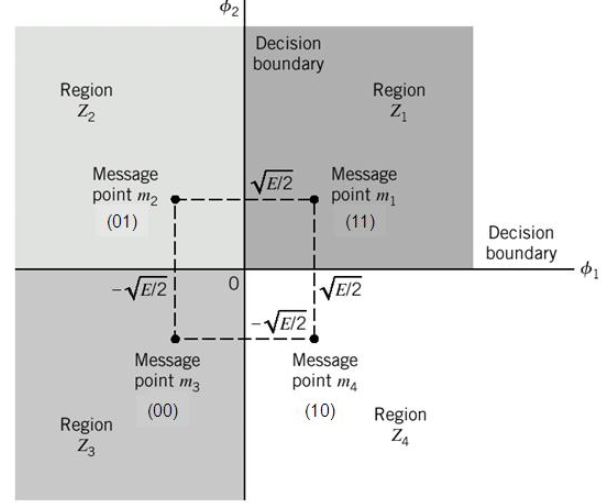 ϕ₂
Decision
boundary
Region
Z₂
Region
Z₁
Message
point m₂
(01)
√E/2
Message
point m₁
(11)
Decision
boundary
ϕ₁
−√E/2
0
√E/2
−√E/2
Message
point m₃
(00)
Message
point m₄
(10)
Region
Z₃
Region
Z₄